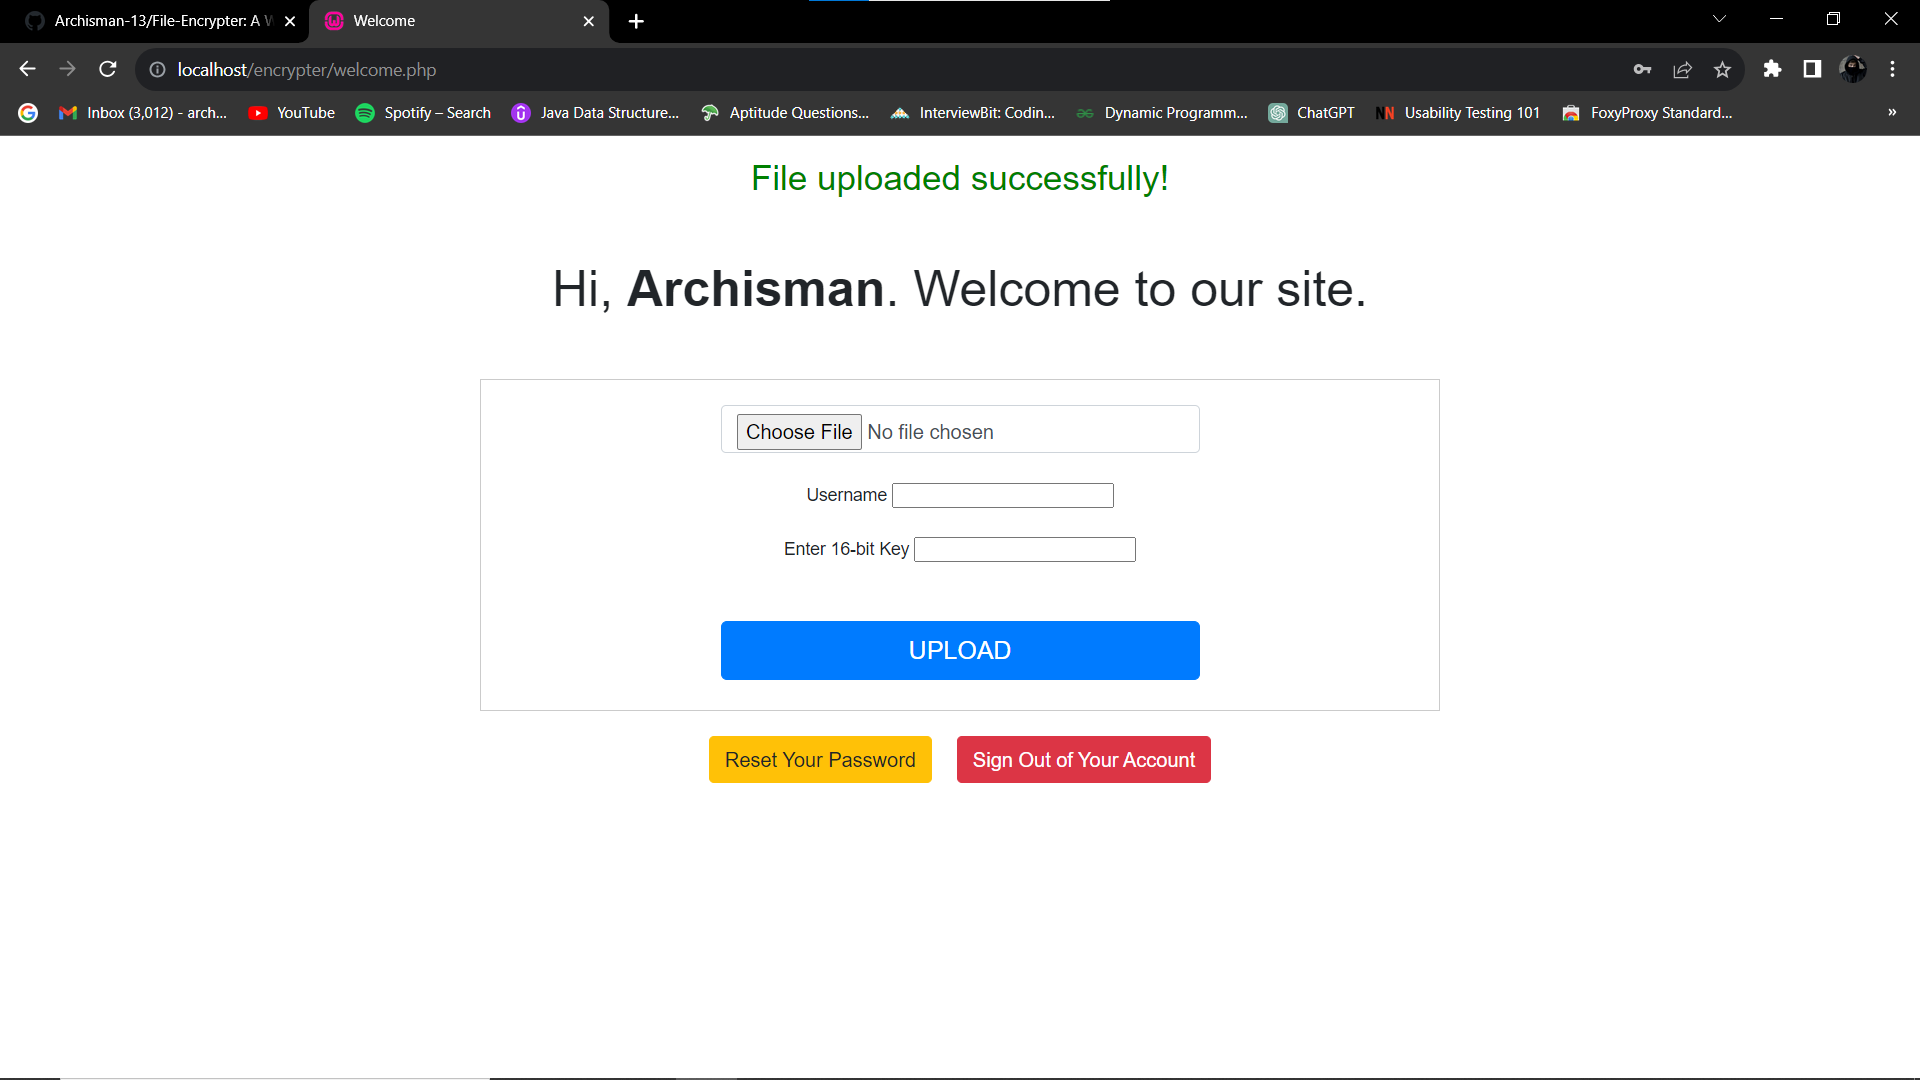 Archisman-13/File-Encrypter: A W
Welcome
localhost/encrypter/welcome.php
Inbox (3,012) - arch...
YouTube
Spotify – Search
Java Data Structure...
Aptitude Questions...
InterviewBit: Codin...
Dynamic Programm...
ChatGPT
NN
Usability Testing 101
FoxyProxy Standard...
»
File uploaded successfully!
Hi, Archisman. Welcome to our site.
Choose File No file chosen
Username
Enter 16-bit Key
UPLOAD
Reset Your Password
Sign Out of Your Account